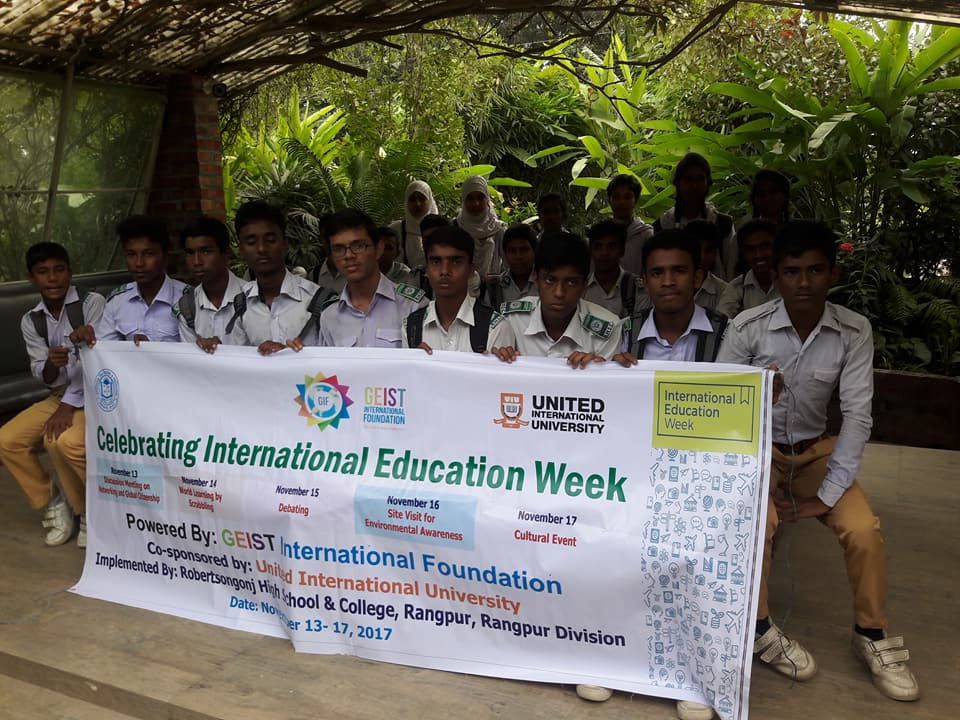 GIF
GEIST
INTERNATIONAL
FOUNDATION
UIU
UNITED
INTERNATIONAL
UNIVERSITY
International
Education
Week
Celebrating International Education Week
November 13
Discussion Meeting on
Networking and Global Citizenship
November 14
World Learning by
Scrabbling
November 15
Debating
November 16
Site Visit for
Environmental Awareness
November 17
Cultural Event
Powered By: GEIST International Foundation
Co-sponsored by: United International University
Implemented By: Robertsongonj High School & College, Rangpur, Rangpur Division
Date: November 13- 17, 2017